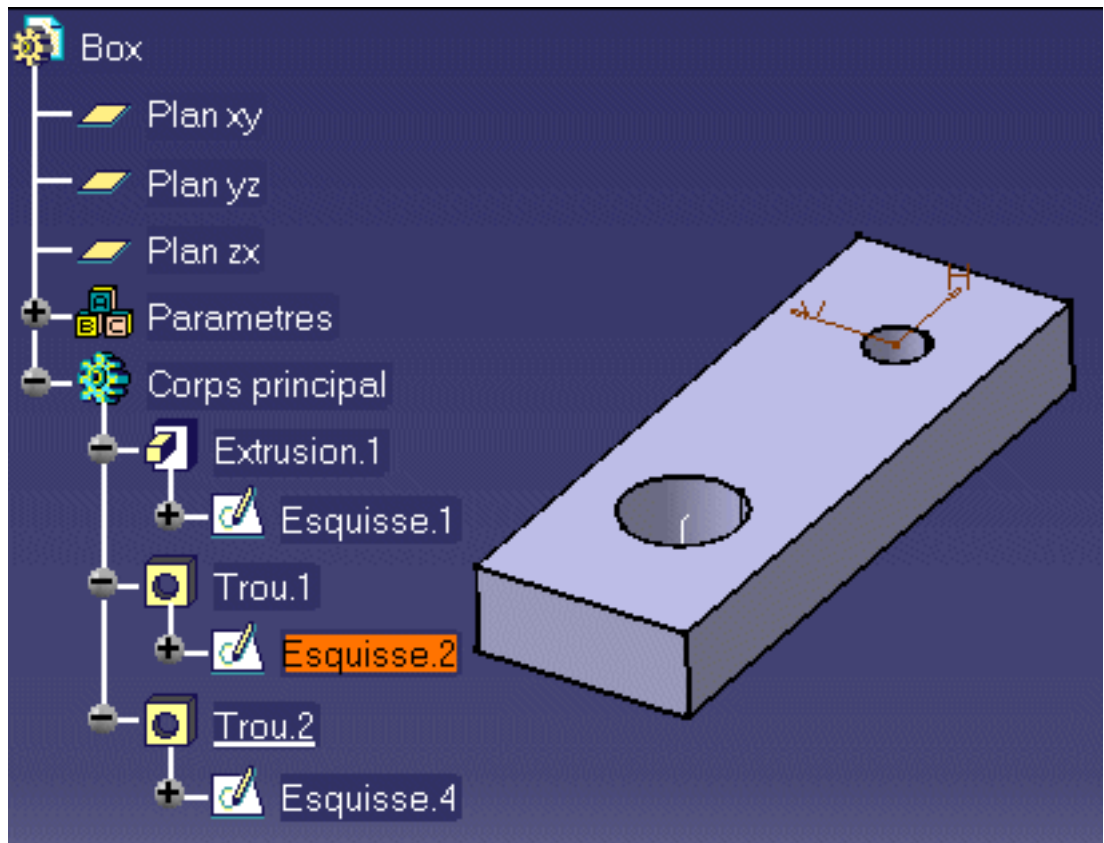 Box
Plan xy
Plan yz
Plan zx
Parametres
Corps principal
Extrusion.1
Esquisse.1
Trou.1
Esquisse.2
Trou.2
Esquisse.4
A
B C
H
V